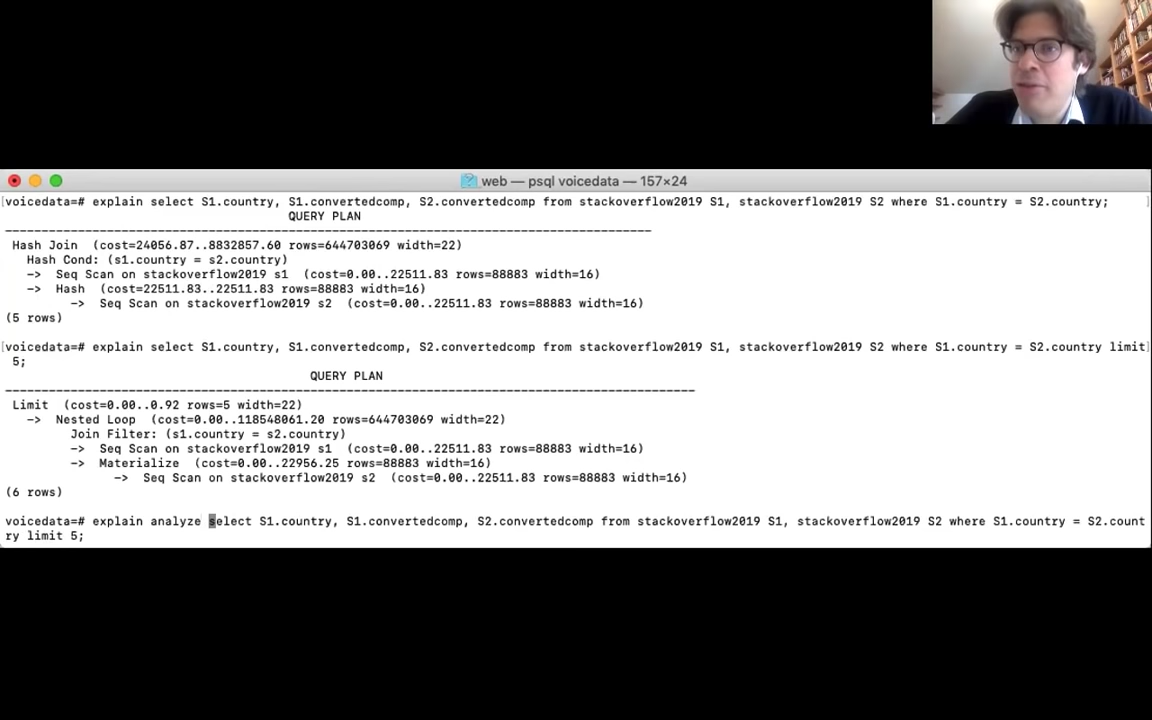 web — psql voicedata — 157×24
[voicedata=# explain select S1.country, S1.convertedcomp, S2.convertedcomp from stackoverflow2019 S1, stackoverflow2019 S2 where S1.country = S2.country; ]
QUERY PLAN
Hash Join (cost=24056.87..8832857.60 rows=644703069 width=22)
Hash Cond: (s1.country = s2.country)
-> Seq Scan on stackoverflow2019 s1 (cost=0.00..22511.83 rows=88883 width=16)
-> Hash (cost=22511.83..22511.83 rows=88883 width=16)
-> Seq Scan on stackoverflow2019 s2 (cost=0.00..22511.83 rows=88883 width=16)
(5 rows)
[voicedata=# explain select S1.country, S1.convertedcomp, S2.convertedcomp from stackoverflow2019 S1, stackoverflow2019 S2 where S1.country = S2.country limit]
5;
QUERY PLAN
Limit (cost=0.00..0.92 rows=5 width=22)
-> Nested Loop (cost=0.00..118548061.20 rows=644703069 width=22)
Join Filter: (s1.country = s2.country)
-> Seq Scan on stackoverflow2019 s1 (cost=0.00..22511.83 rows=88883 width=16)
-> Materialize (cost=0.00..22956.25 rows=88883 width=16)
-> Seq Scan on stackoverflow2019 s2 (cost=0.00..22511.83 rows=88883 width=16)
(6 rows)
voicedata=# explain analyze select S1.country, S1.convertedcomp, S2.convertedcomp from stackoverflow2019 S1, stackoverflow2019 S2 where S1.country = S2.count
ry limit 5;